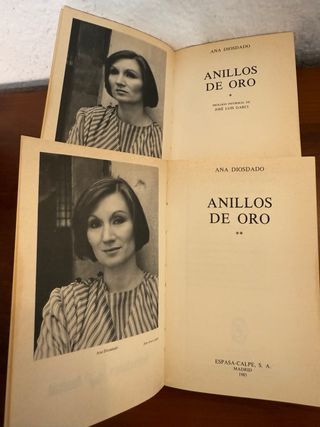 ANA DIOSDADO
ANILLOS
DE ORO
*
JOSÉ LUIS GARCI
ANA DIOSDADO
ANILLOS
DE ORO
**
Ana Diosdado
ESPASA-CALPE, S. A.
MADRID
1985